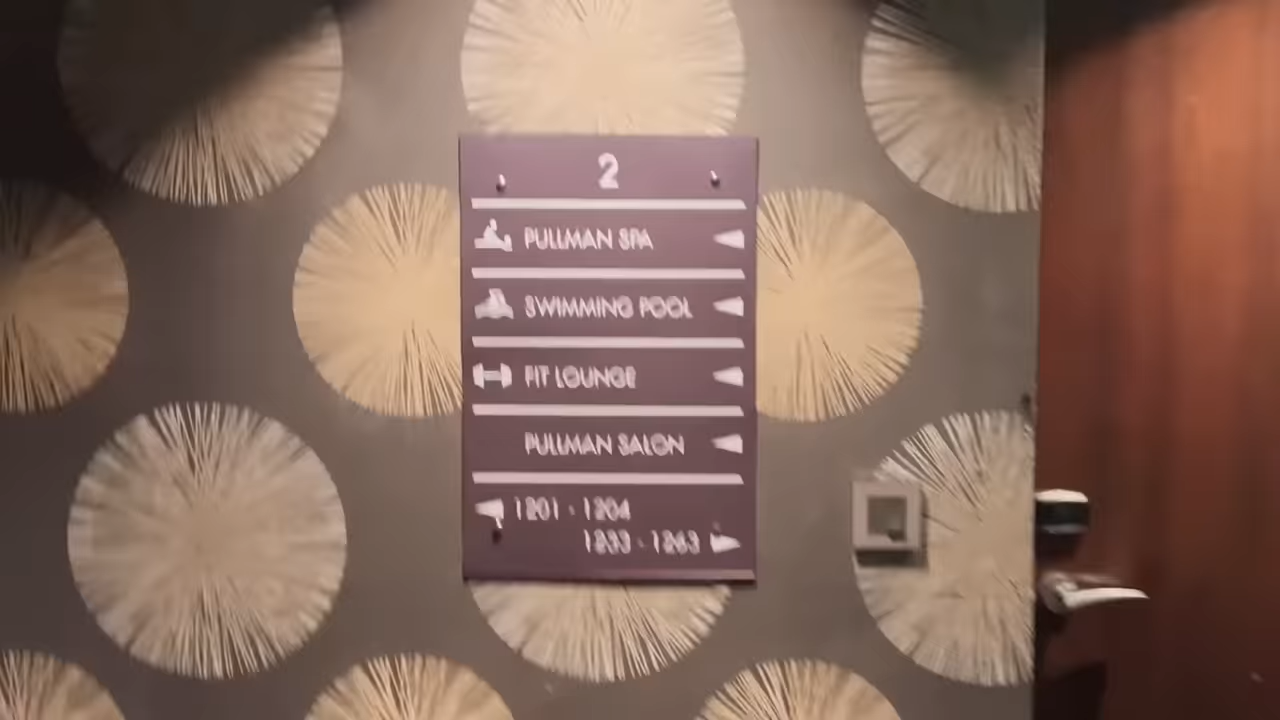 2
PULLMAN SPA
SWIMMING POOL
FIT LOUNGE
PULLMAN SALON
1201 - 1204
1233 - 1263